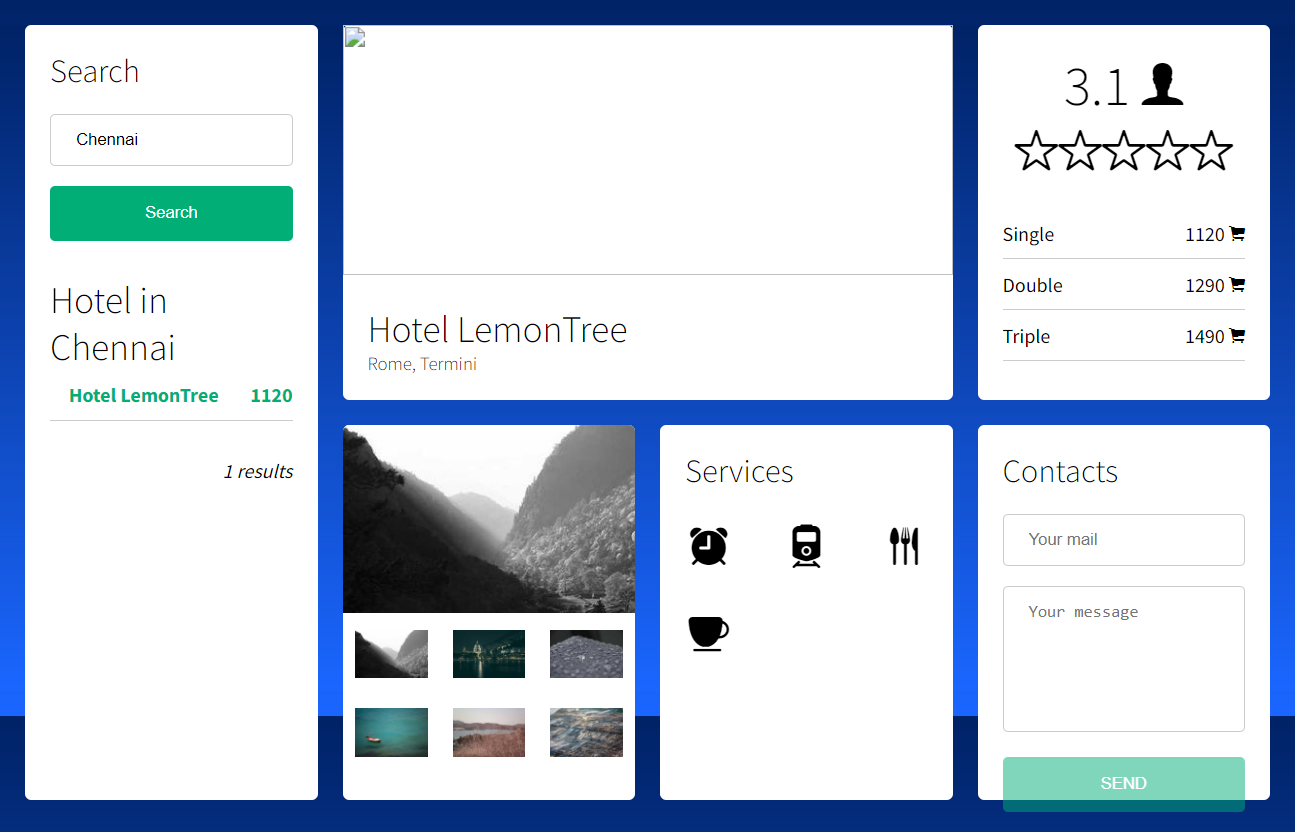 Search
Chennai
Search
Hotel in
Chennai
Hotel LemonTree 1120
1 results
Hotel LemonTree
Rome, Termini
3.1
Single 1120
Double 1290
Triple 1490
Services
Contacts
Your mail
Your message
SEND